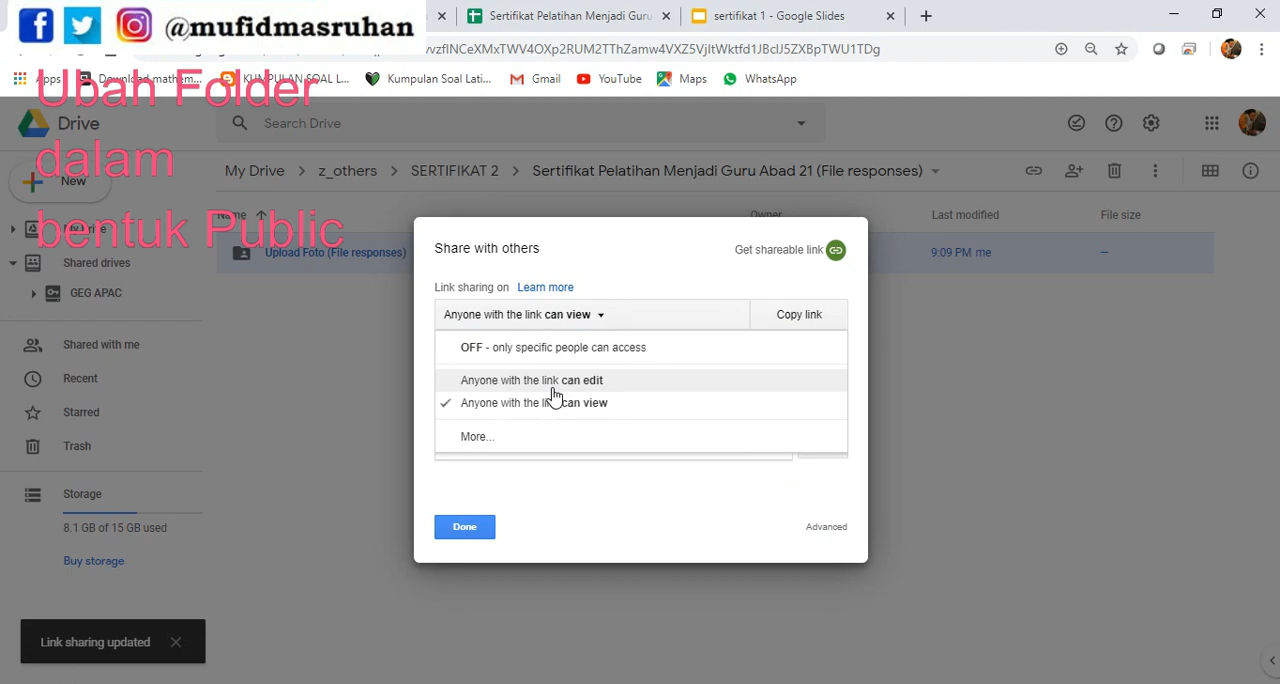 @mufidmasruhan
Sertifikat Pelatihan Menjadi Guru
sertifikat 1 - Google Slides
vzfINCeXMxTWV4OXp2RUM2TThZamw4VXZ5VjltWktfd1JBclJ5ZXBpTWU1TDg
Apps
Download mathem...
KUMPULAN SOAL L...
Kumpulan Soal Lati...
Gmail
YouTube
Maps
WhatsApp
Ubah Folder
dalam
bentuk Public
Drive
Search Drive
New
My Drive > z_others > SERTIFIKAT 2 > Sertifikat Pelatihan Menjadi Guru Abad 21 (File responses)
Name
Owner
Last modified
File size
My Drive
Upload Foto (File responses)
9:09 PM me
—
Shared drives
GEG APAC
Shared with me
Recent
Starred
Trash
Storage
8.1 GB of 15 GB used
Buy storage
Share with others
Get shareable link
Link sharing on Learn more
Anyone with the link can view
Copy link
OFF - only specific people can access
Anyone with the link can edit
Anyone with the link can view
More...
Done
Advanced
Link sharing updated